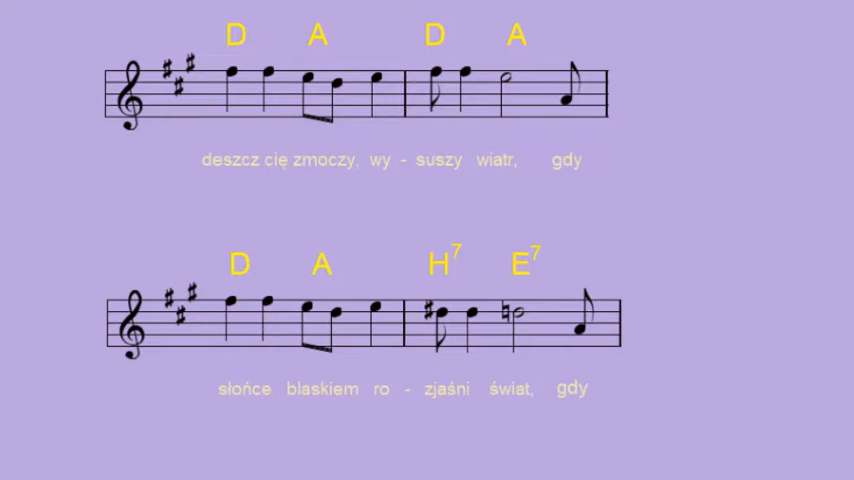 D A D A
deszcz cię zmoczy, wy - suszy wiatr, gdy
D A H7 E7
słońce blaskiem ro - zjaśni świat, gdy